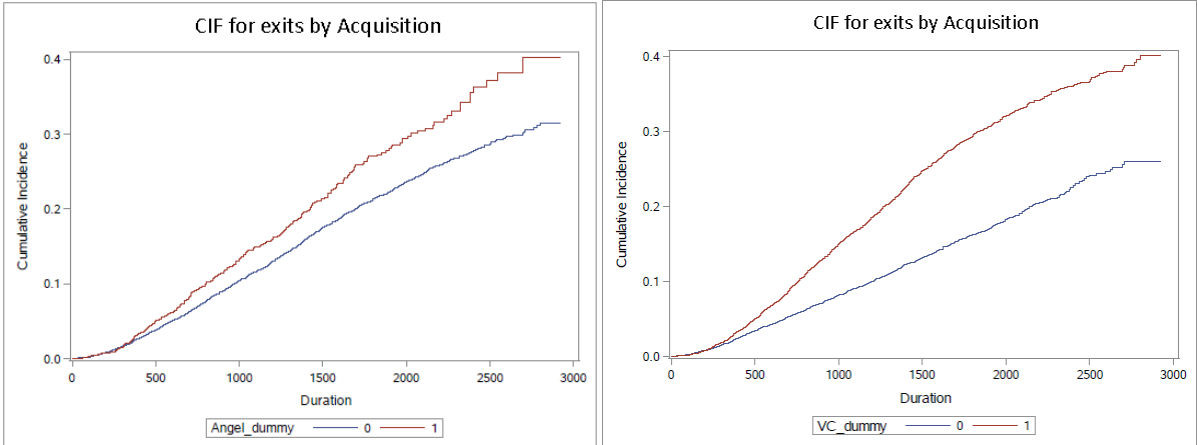 CIF for exits by Acquisition
Cumulative Incidence
0.4
0.3
0.2
0.1
0.0
0 500 1000 1500 2000 2500 3000
Duration
Angel_dummy 0 1
CIF for exits by Acquisition
Cumulative Incidence
0.4
0.3
0.2
0.1
0.0
0 500 1000 1500 2000 2500 3000
Duration
VC_dummy 0 1